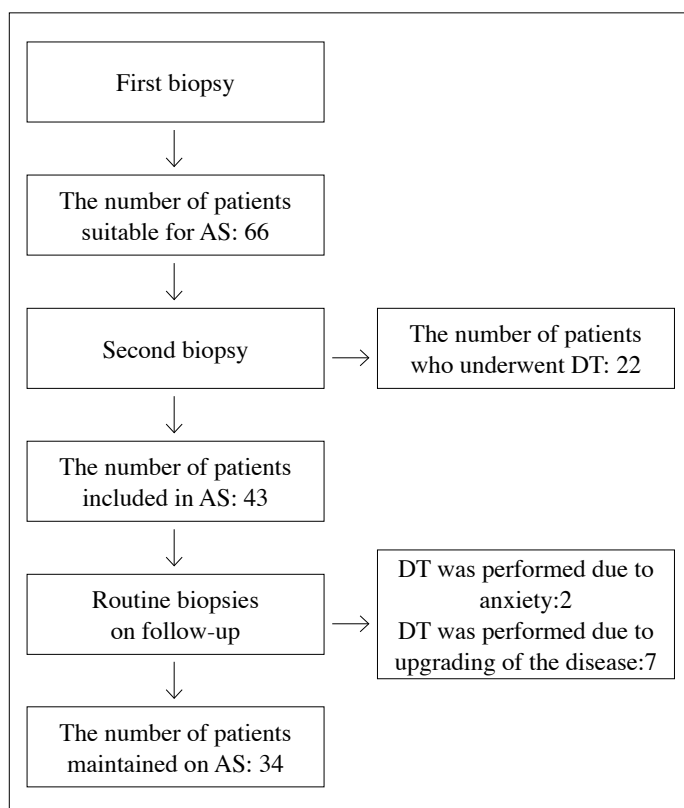 First biopsy
The number of patients
suitable for AS: 66
Second biopsy
The number of patients
who underwent DT: 22
The number of patients
included in AS: 43
Routine biopsies
on follow-up
DT was performed due to
anxiety:2
DT was performed due to
upgrading of the disease:7
The number of patients
maintained on AS: 34